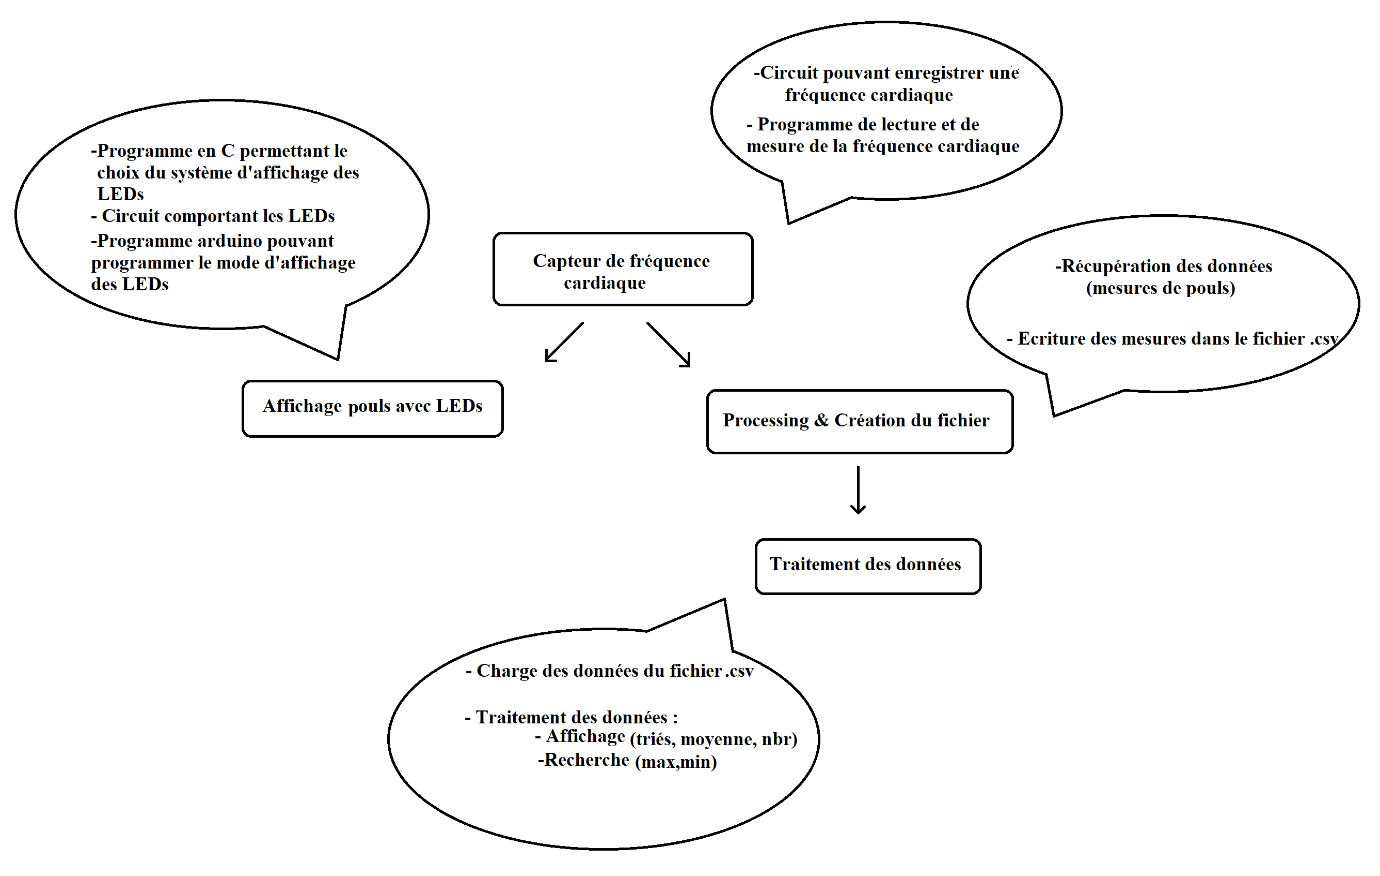 -Circuit pouvant enregistrer une
fréquence cardiaque
- Programme de lecture et de
mesure de la fréquence cardiaque
-Programme en C permettant le
choix du système d'affichage des
LEDs
- Circuit comportant les LEDs
-Programme arduino pouvant
programmer le mode d'affichage
des LEDs
Capteur de fréquence
cardiaque
-Récupération des données
(mesures de pouls)
- Ecriture des mesures dans le fichier .csv
Affichage pouls avec LEDs
Processing & Création du fichier
Traitement des données
- Charge des données du fichier .csv
- Traitement des données :
- Affichage (triés, moyenne, nbr)
-Recherche (max,min)